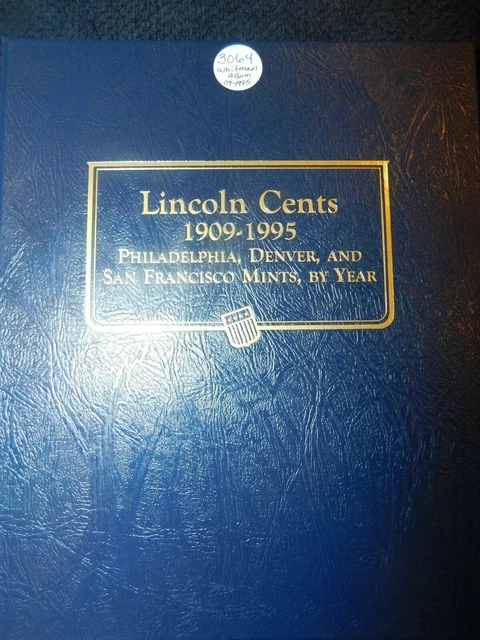 3064
Whitman
Album
09-1995
Lincoln Cents
1909-1995
Philadelphia, Denver, and
San Francisco Mints, by Year